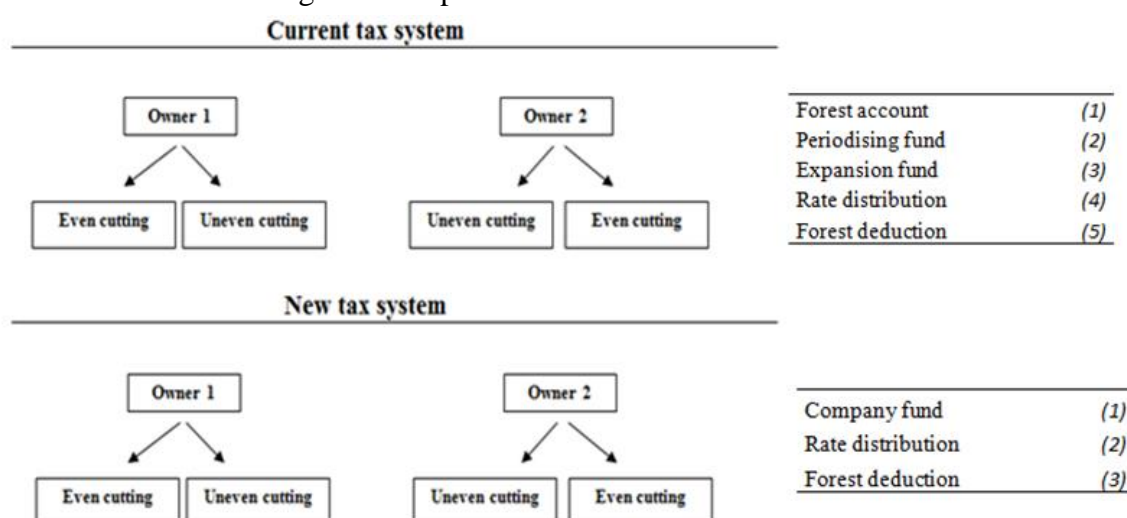 Current tax system
Owner 1
Owner 2
Even cutting
Uneven cutting
Uneven cutting
Even cutting
Forest account (1)
Periodising fund (2)
Expansion fund (3)
Rate distribution (4)
Forest deduction (5)
New tax system
Owner 1
Owner 2
Even cutting
Uneven cutting
Uneven cutting
Even cutting
Company fund (1)
Rate distribution (2)
Forest deduction (3)